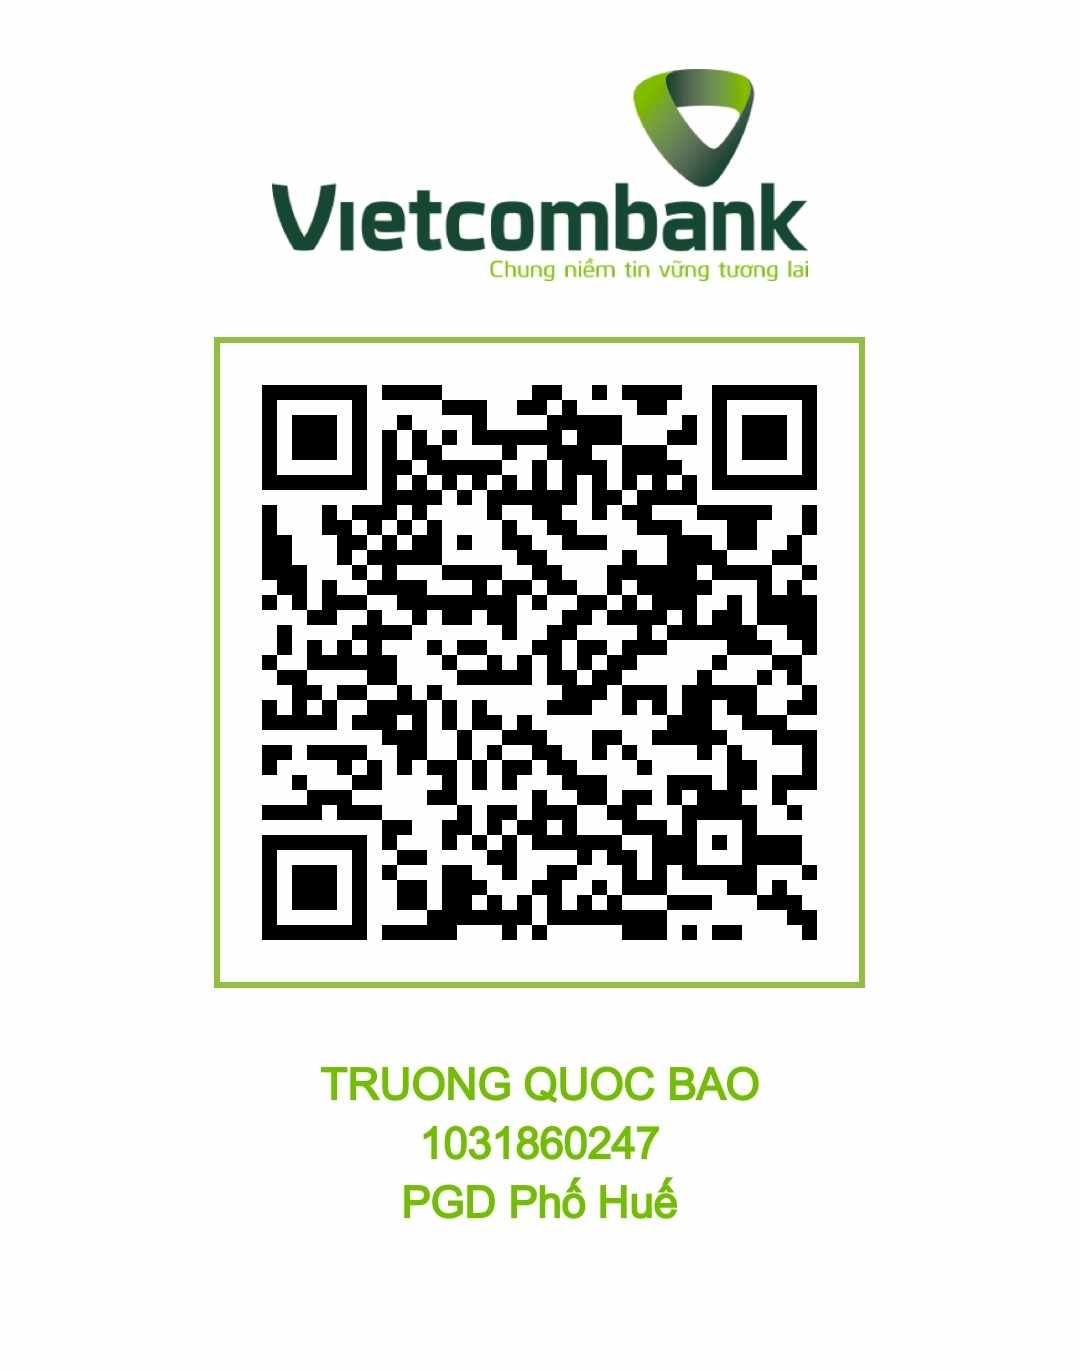 Vietcombank
Chung niềm tin vững tương lai
TRUONG QUOC BAO
1031860247
PGD Phố Huế